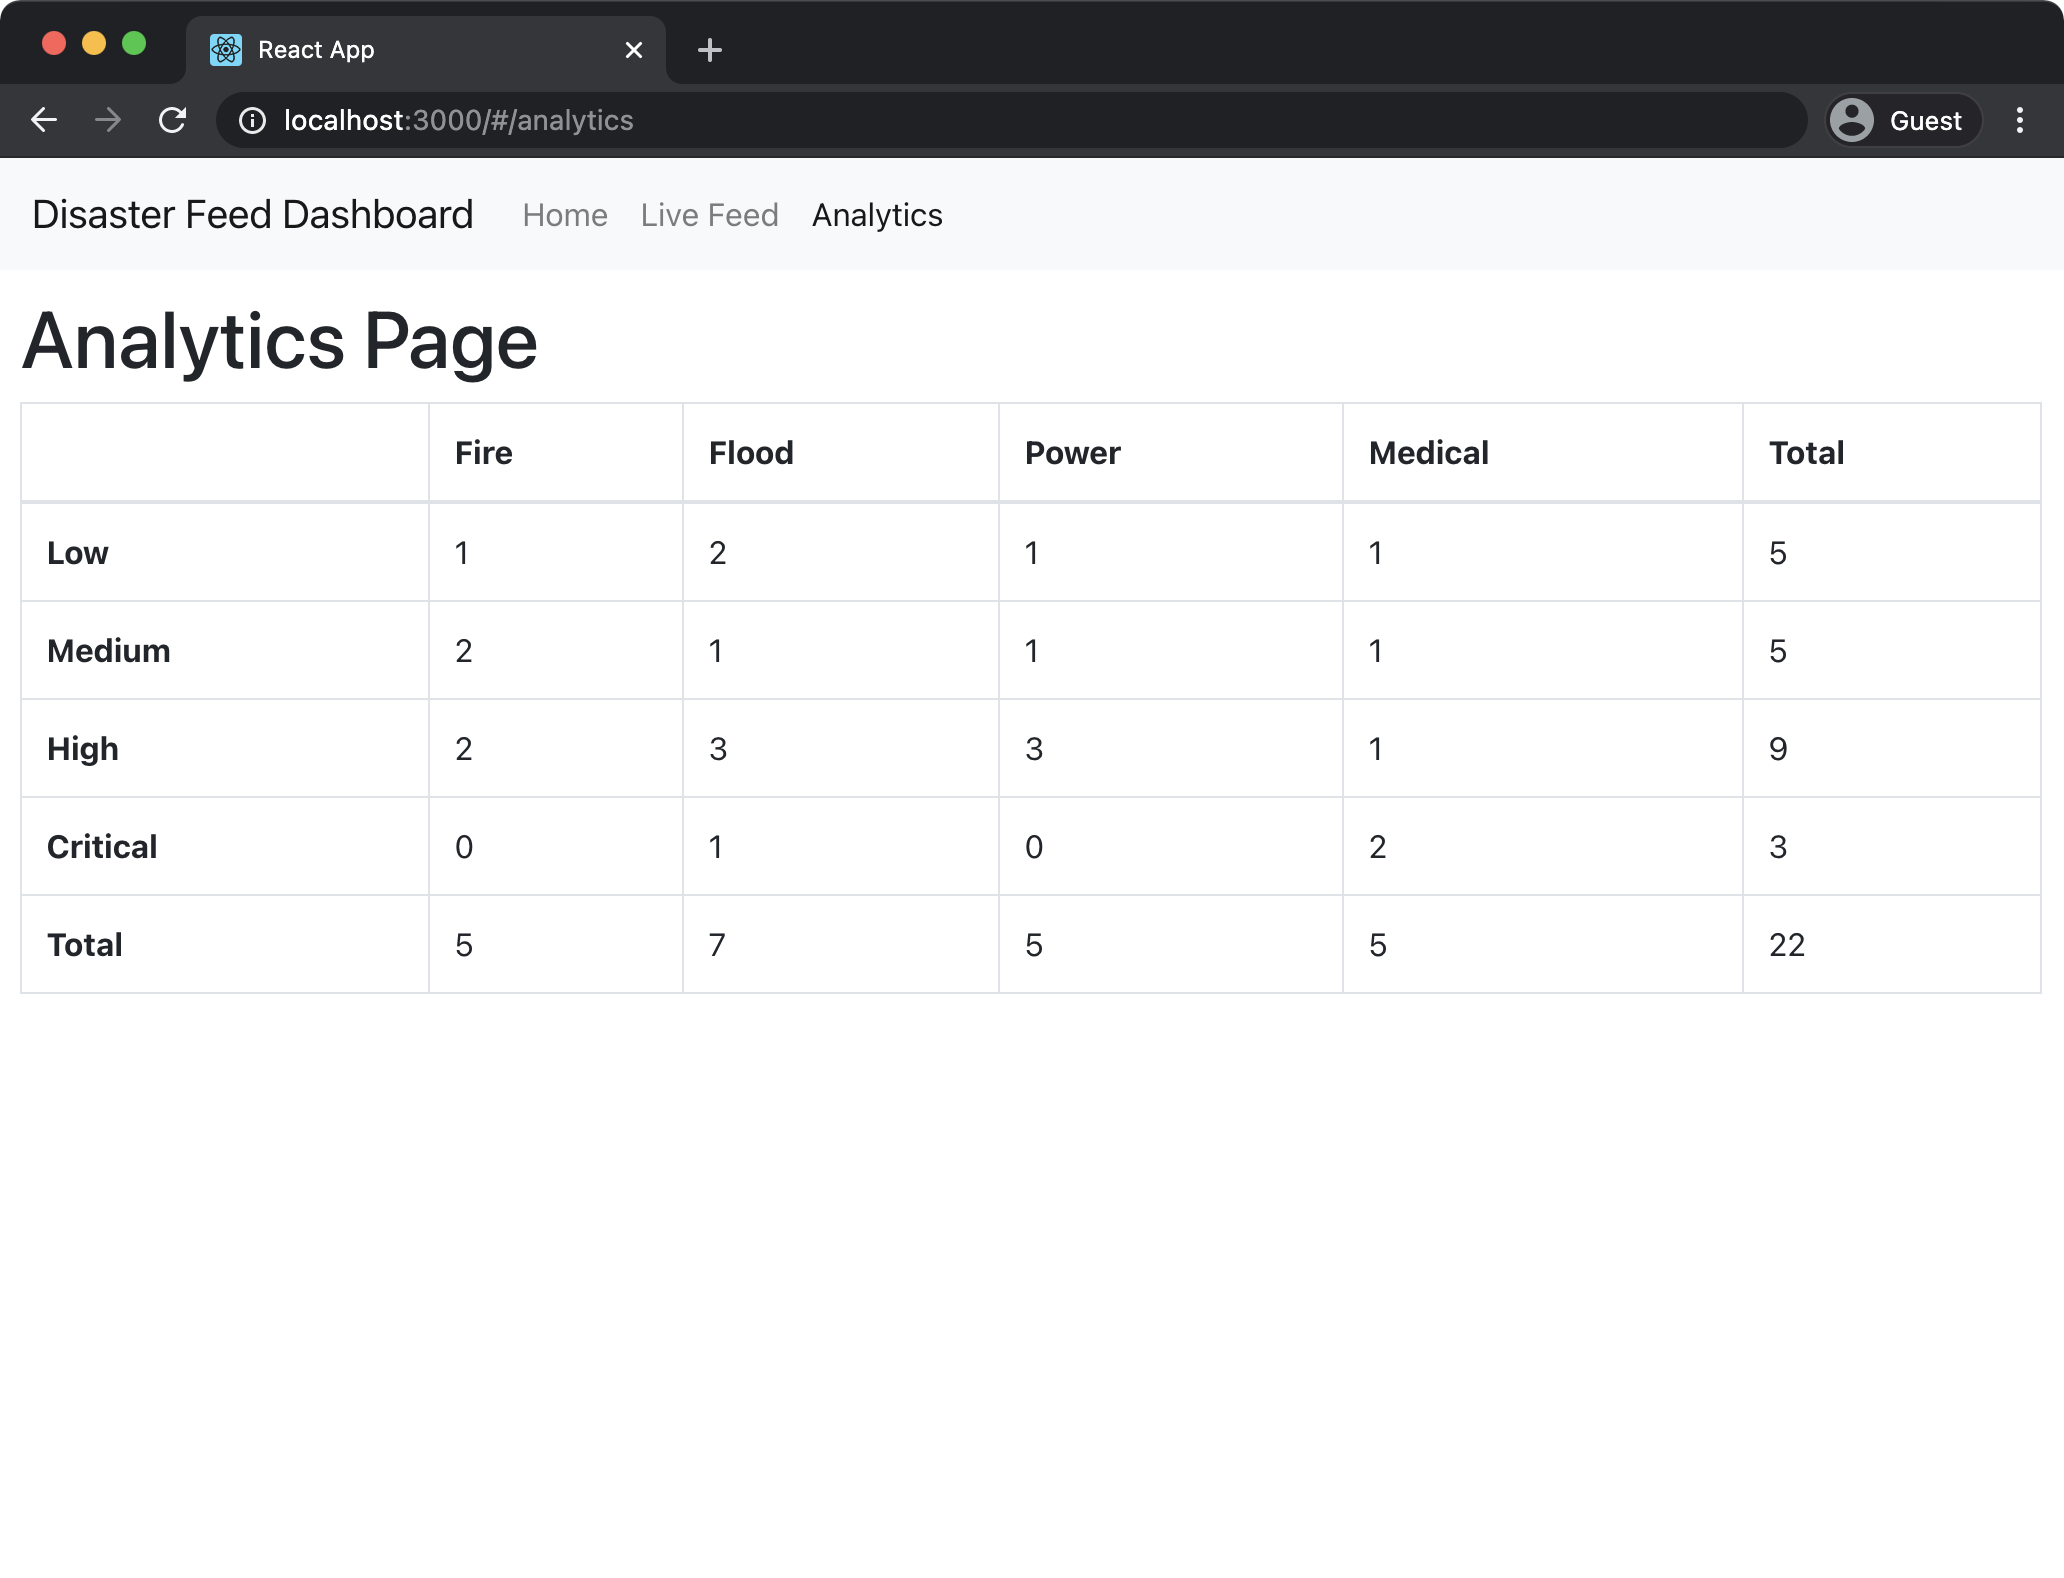 React App
localhost:3000/#/analytics
Guest
Disaster Feed Dashboard Home Live Feed Analytics
Analytics Page
Fire Flood Power Medical Total
Low 1 2 1 1 5
Medium 2 1 1 1 5
High 2 3 3 1 9
Critical 0 1 0 2 3
Total 5 7 5 5 22